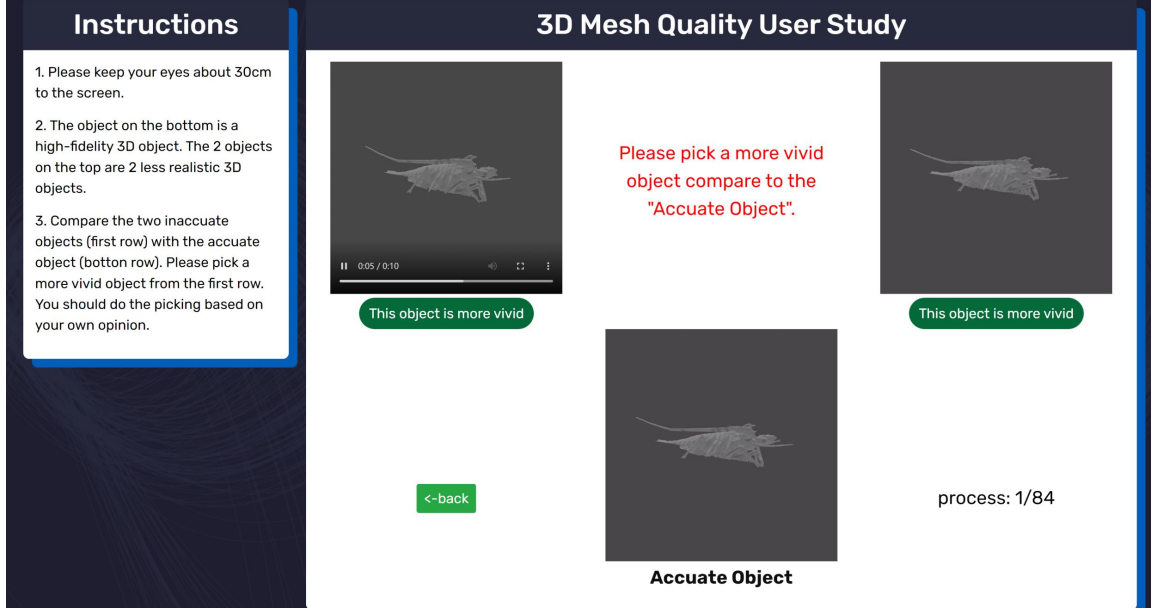 Instructions
1. Please keep your eyes about 30cm
to the screen.
2. The object on the bottom is a
high-fidelity 3D object. The 2 objects
on the top are 2 less realistic 3D
objects.
3. Compare the two inaccuate
objects (first row) with the accuate
object (botton row). Please pick a
more vivid object from the first row.
You should do the picking based on
your own opinion.
3D Mesh Quality User Study
Please pick a more vivid
object compare to the
"Accuate Object".
0:05 / 0:10
This object is more vivid
This object is more vivid
<-back
process: 1/84
Accuate Object